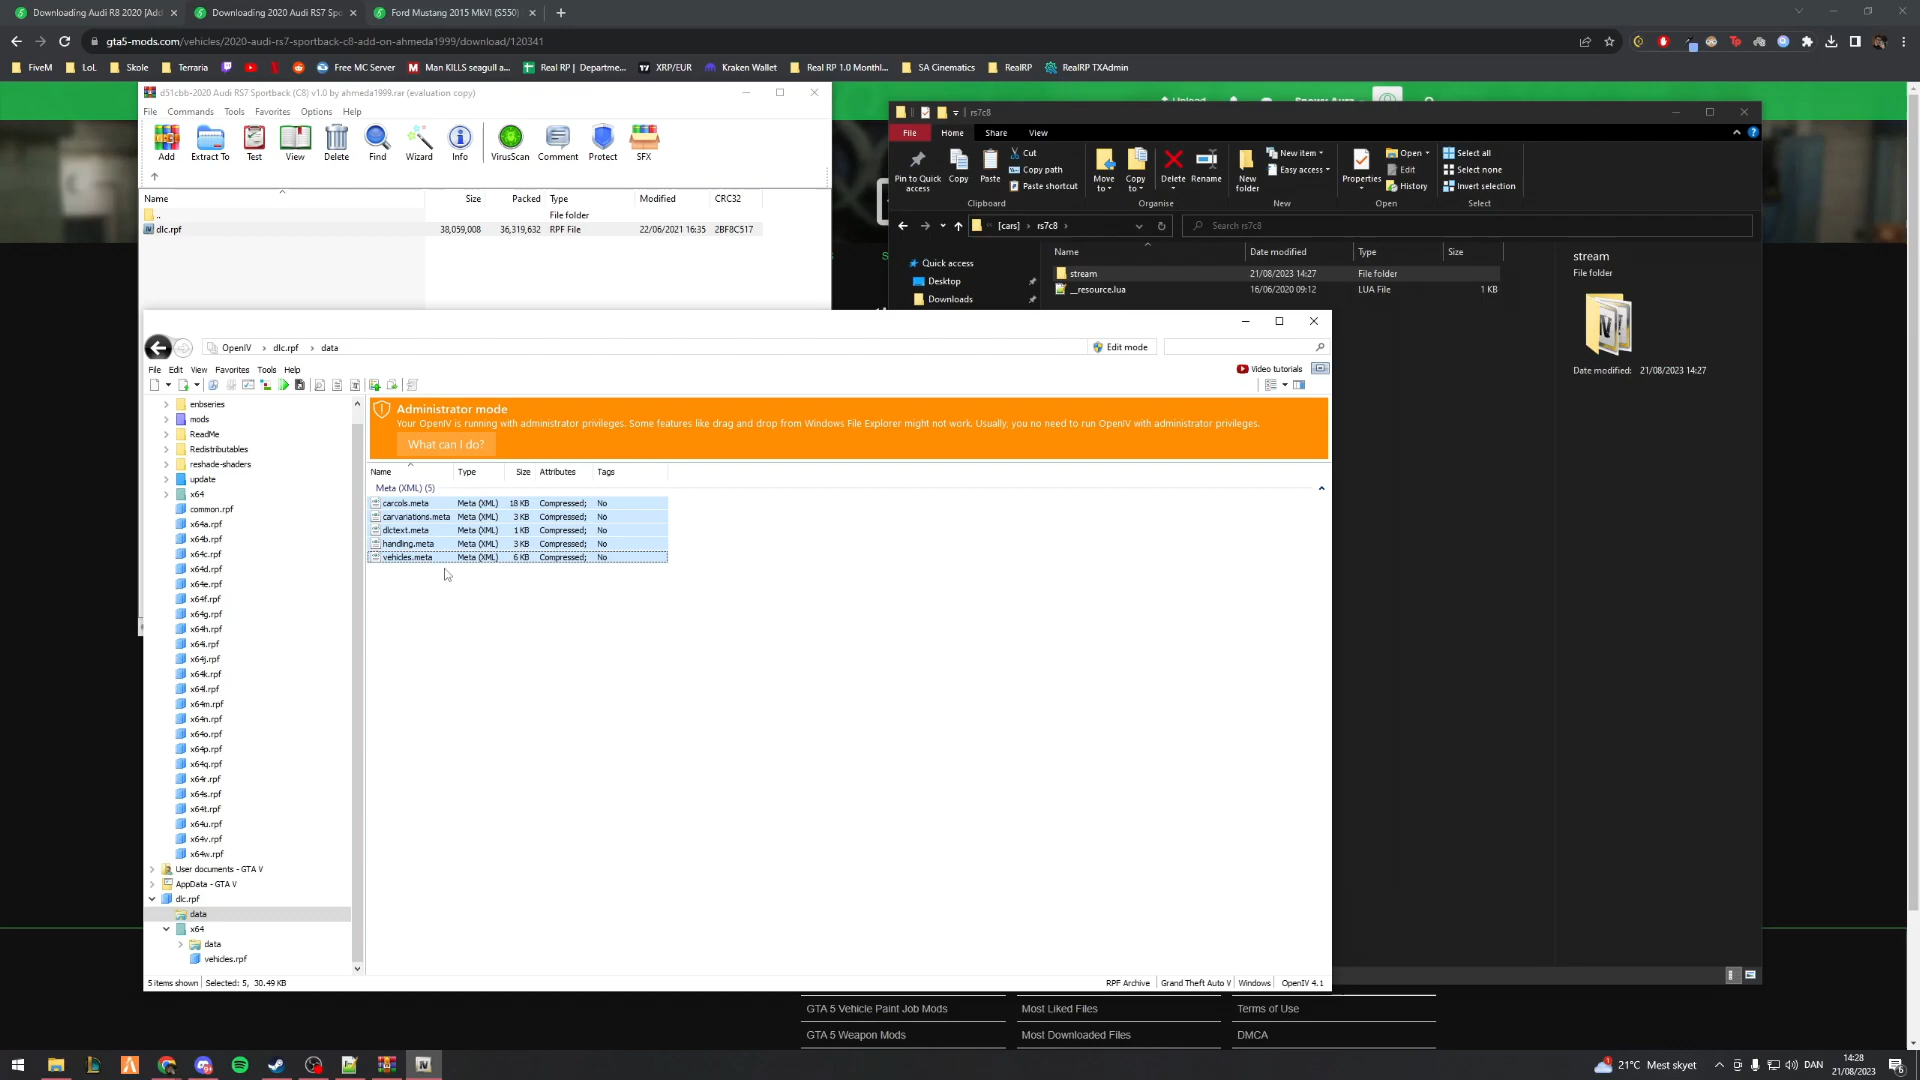 Downloading Audi R8 2020 [Add
Downloading 2020 Audi RS7 Spo
Ford Mustang 2015 MkVI (S550)
gta5-mods.com/vehicles/2020-audi-rs7-sportback-c8-add-on-ahmeda1999/download/120341
FiveM
LoL
Skole
Terraria
Free MC Server
Man KILLS seagull a...
Real RP | Departme...
XRP/EUR
Kraken Wallet
Real RP 1.0 Monthl...
SA Cinematics
RealRP
RealRP TXAdmin
d51cbb-2020 Audi RS7 Sportback (C8) v1.0 by ahmeda1999.rar (evaluation copy)
File Commands Tools Favorites Options Help
Add
Extract To
Test
View
Delete
Find
Wizard
Info
VirusScan
Comment
Protect
SFX
Name Size Packed Type Modified CRC32
.. File folder
dlc.rpf 38,059,008 36,319,632 RPF File 22/06/2021 16:35 2BF8C517
rs7c8
File Home Share View
Pin to Quick access
Copy
Paste
Cut
Copy path
Paste shortcut
Move to
Copy to
Delete
Rename
New folder
New item
Easy access
Properties
Open
Edit
History
Select all
Select none
Invert selection
Clipboard
Organise
New
Open
Select
[cars] › rs7c8 ›
Search rs7c8
Quick access
Desktop
Downloads
Name Date modified Type Size
stream 21/08/2023 14:27 File folder
__resource.lua 16/06/2020 09:12 LUA File 1 KB
stream
File folder
Date modified: 21/08/2023 14:27
OpenIV › dlc.rpf › data
Edit mode
File Edit View Favorites Tools Help
Video tutorials
Administrator mode
Your OpenIV is running with administrator privileges. Some features like drag and drop from Windows File Explorer might not work. Usually, you no need to run OpenIV with administrator privileges.
What can I do?
Name Type Size Attributes Tags
Meta (XML) (5)
carcols.meta Meta (XML) 18 KB Compressed; No
carvariations.meta Meta (XML) 3 KB Compressed; No
dlctext.meta Meta (XML) 1 KB Compressed; No
handling.meta Meta (XML) 3 KB Compressed; No
vehicles.meta Meta (XML) 6 KB Compressed; No
enbseries
mods
ReadMe
Redistributables
reshade-shaders
update
x64
common.rpf
x64a.rpf
x64b.rpf
x64c.rpf
x64d.rpf
x64e.rpf
x64f.rpf
x64g.rpf
x64h.rpf
x64i.rpf
x64j.rpf
x64k.rpf
x64l.rpf
x64m.rpf
x64n.rpf
x64o.rpf
x64p.rpf
x64q.rpf
x64r.rpf
x64s.rpf
x64t.rpf
x64u.rpf
x64v.rpf
x64w.rpf
User documents - GTA V
AppData - GTA V
dlc.rpf
data
x64
data
vehicles.rpf
5 items shown Selected: 5, 30.49 KB
RPF Archive Grand Theft Auto V Windows OpenIV 4.1
GTA 5 Vehicle Paint Job Mods
Most Liked Files
Terms of Use
GTA 5 Weapon Mods
Most Downloaded Files
DMCA
21°C Mest skyet
DAN
14:28
21/08/2023